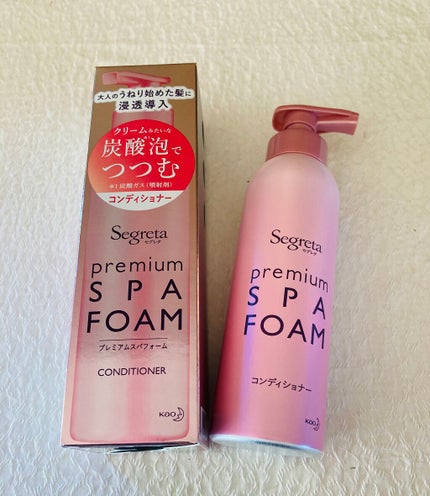 大人のうねり始めた髪に
浸透導入
クリームみたいな
炭酸泡で
つつむ
※1炭酸ガス(噴射剤)
コンディショナー
Segreta
セグレタ
premium
SPA
FOAM
プレミアムスパフォーム
CONDITIONER
Kao
Segreta
セグレタ
premium
SPA
FOAM
コンディショナー
Kao